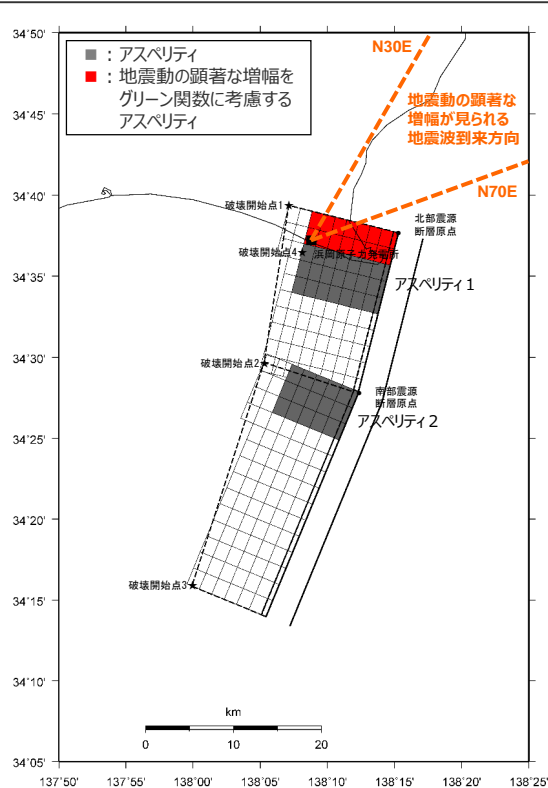 34°50'
34°45'
34°40'
34°35'
34°30'
34°25'
34°20'
34°15'
34°10'
34°05'
■：アスペリティ
■：地震動の顕著な増幅を
グリーン関数に考慮する
アスペリティ
N30E
地震動の顕著な
増幅が見られる
地震波到来方向
N70E
破壊開始点1
北部震源
断層原点
破壊開始点4
浜岡原子力発電所
アスペリティ１
破壊開始点2
南部震源
断層原点
アスペリティ２
破壊開始点3
km
0 10 20
137°50' 137°55' 138°00' 138°05' 138°10' 138°15' 138°20' 138°25'